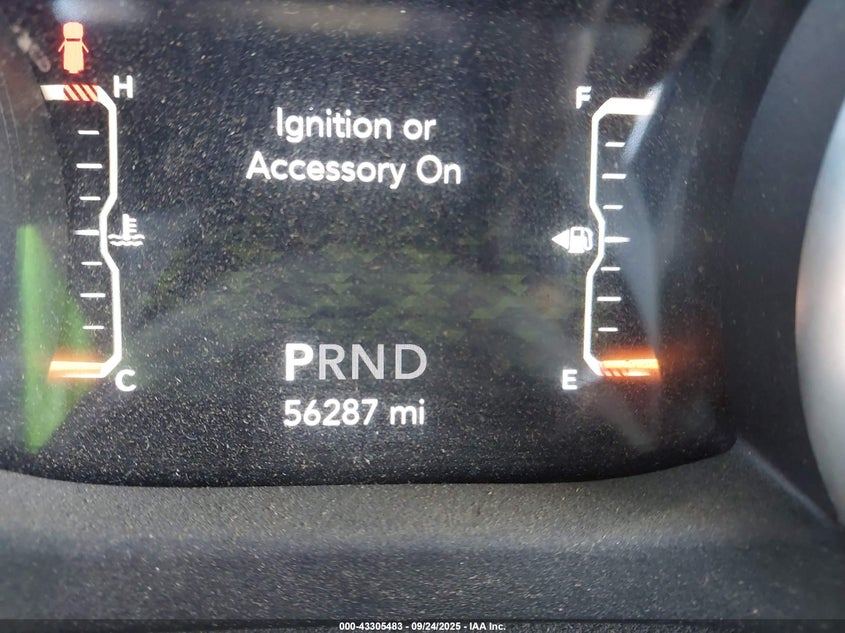 H
F
Ignition or
Accessory On
PRND
C
E
56287 mi
000-43305483 - 09/24/2025 - IAA Inc.